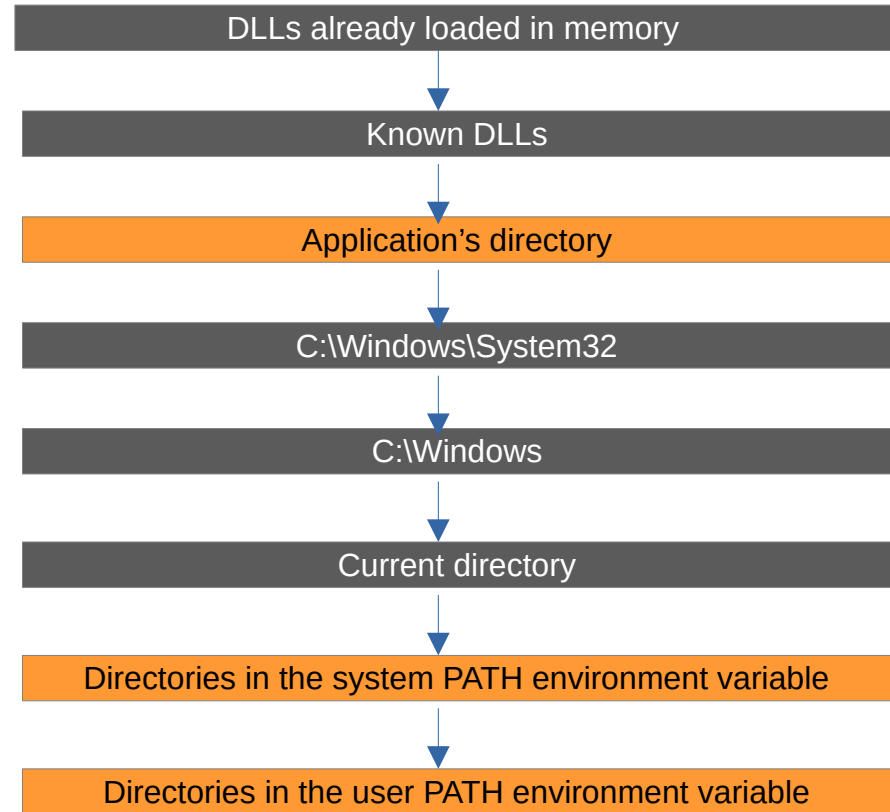 DLLs already loaded in memory
Known DLLs
Application’s directory
C:\Windows\System32
C:\Windows
Current directory
Directories in the system PATH environment variable
Directories in the user PATH environment variable